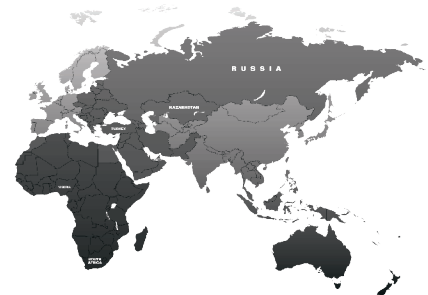 RUSSIA
KAZAKHSTAN
TURKEY
NIGERIA
SOUTH
AFRICA